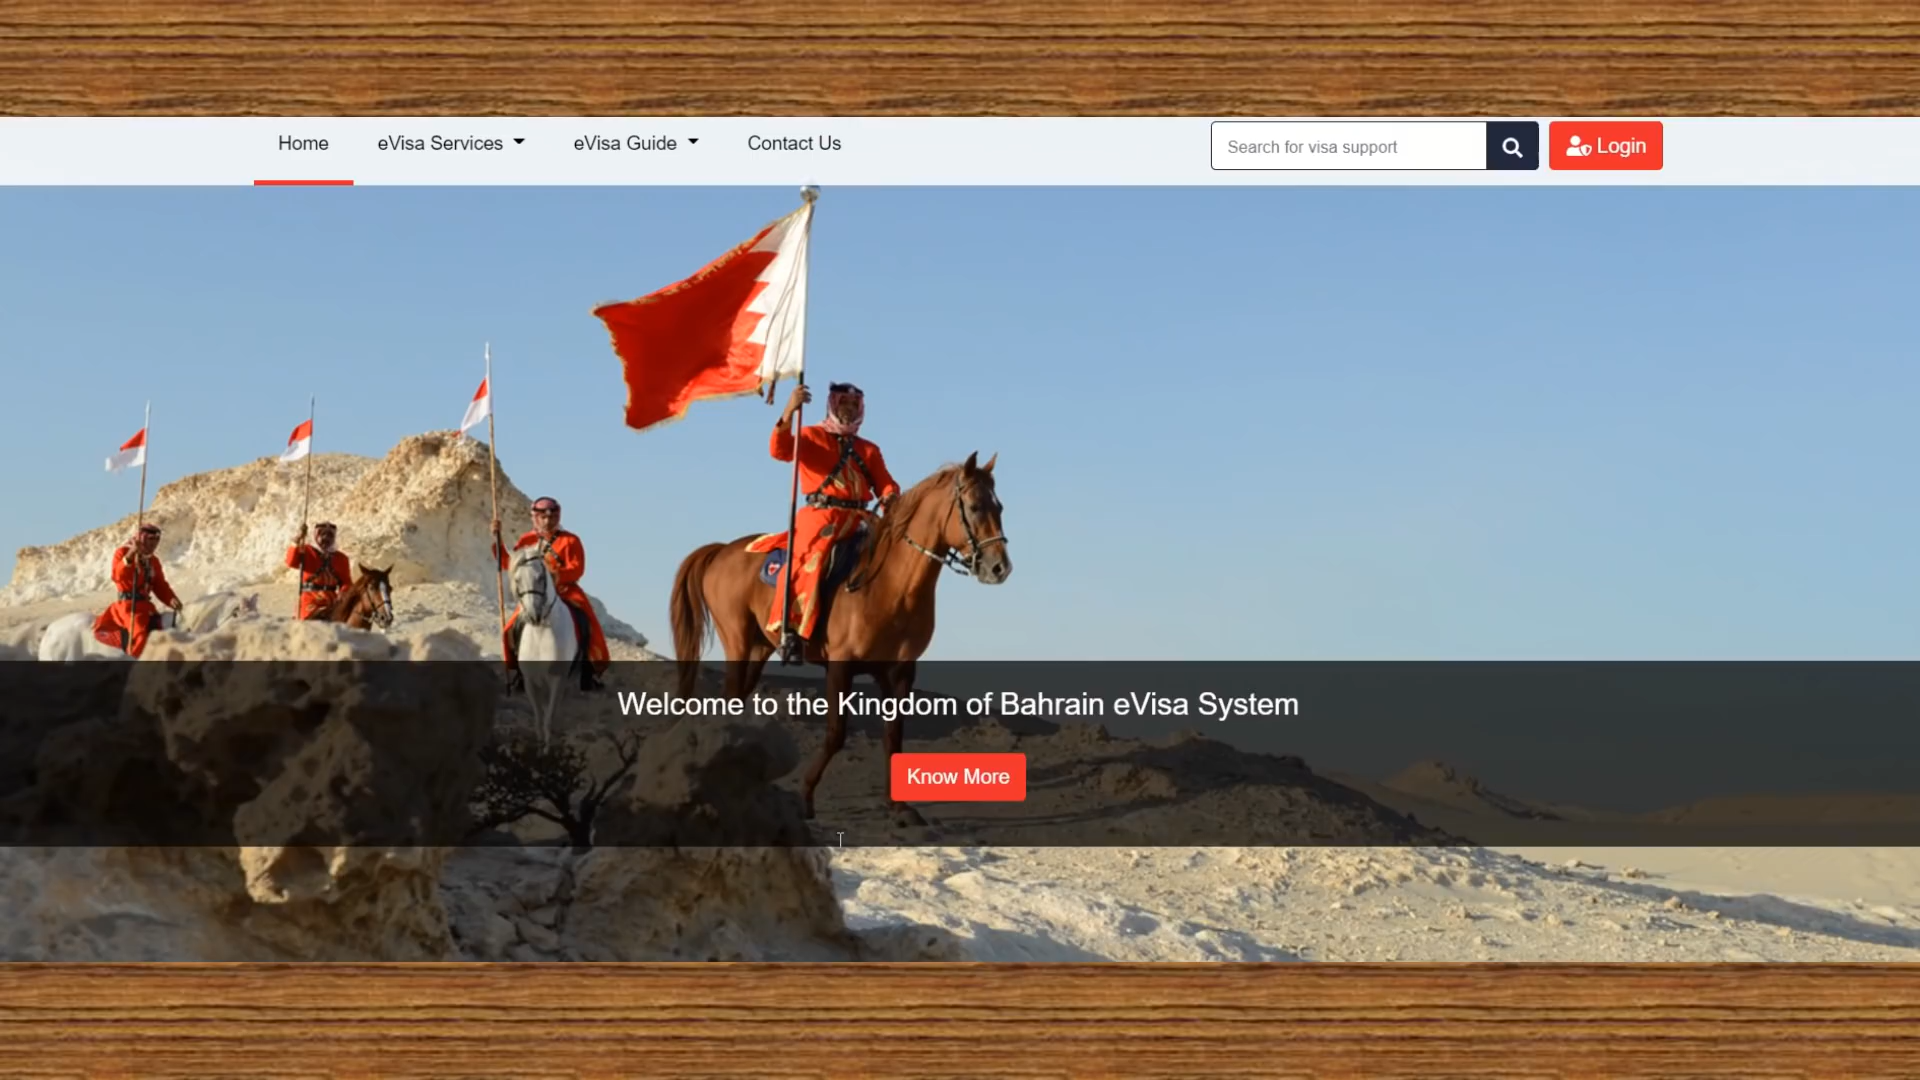 Home eVisa Services eVisa Guide Contact Us Search for visa support Login
Welcome to the Kingdom of Bahrain eVisa System
Know More